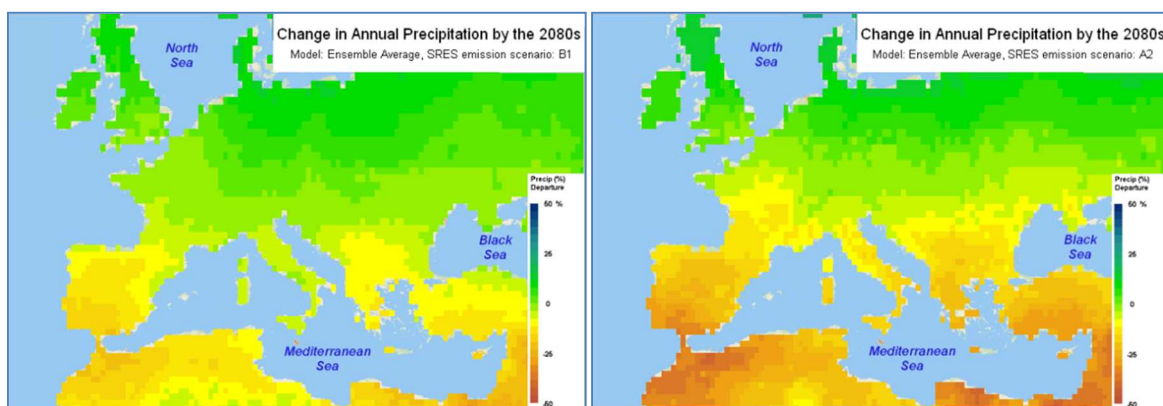 Change in Annual Precipitation by the 2080s
Model: Ensemble Average, SRES emission scenario: B1
North
Sea
Precip (%)
Departure
50 %
25
0
-25
-50
Black
Sea
Mediterranean
Sea
Change in Annual Precipitation by the 2080s
Model: Ensemble Average, SRES emission scenario: A2
North
Sea
Precip (%)
Departure
50 %
25
0
-25
-50
Black
Sea
Mediterranean
Sea